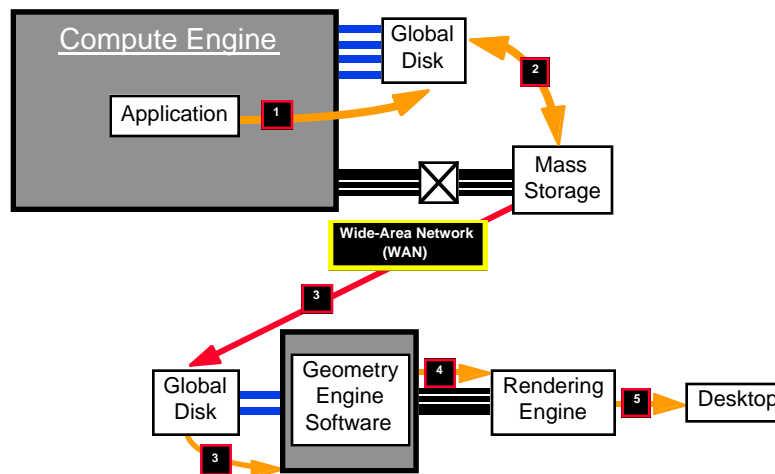 Compute Engine
Global
Disk
2
1
Application
Mass
Storage
Wide-Area Network
(WAN)
3
Global
Disk
Geometry
Engine
Software
4
Rendering
Engine
5
Desktop
3